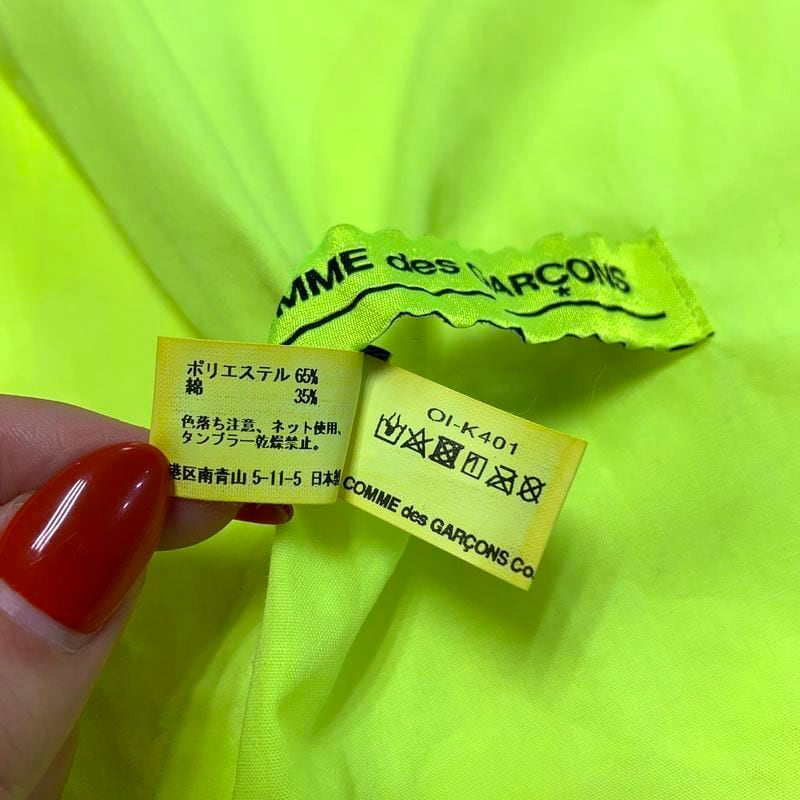 MME des GARÇONS
ポリエステル 65%
綿 35%
色落ち注意、ネット使用、
タンブラー乾燥禁止。
港区南青山 5-11-5 日本
OI-K401
COMME des GARÇONS Co.